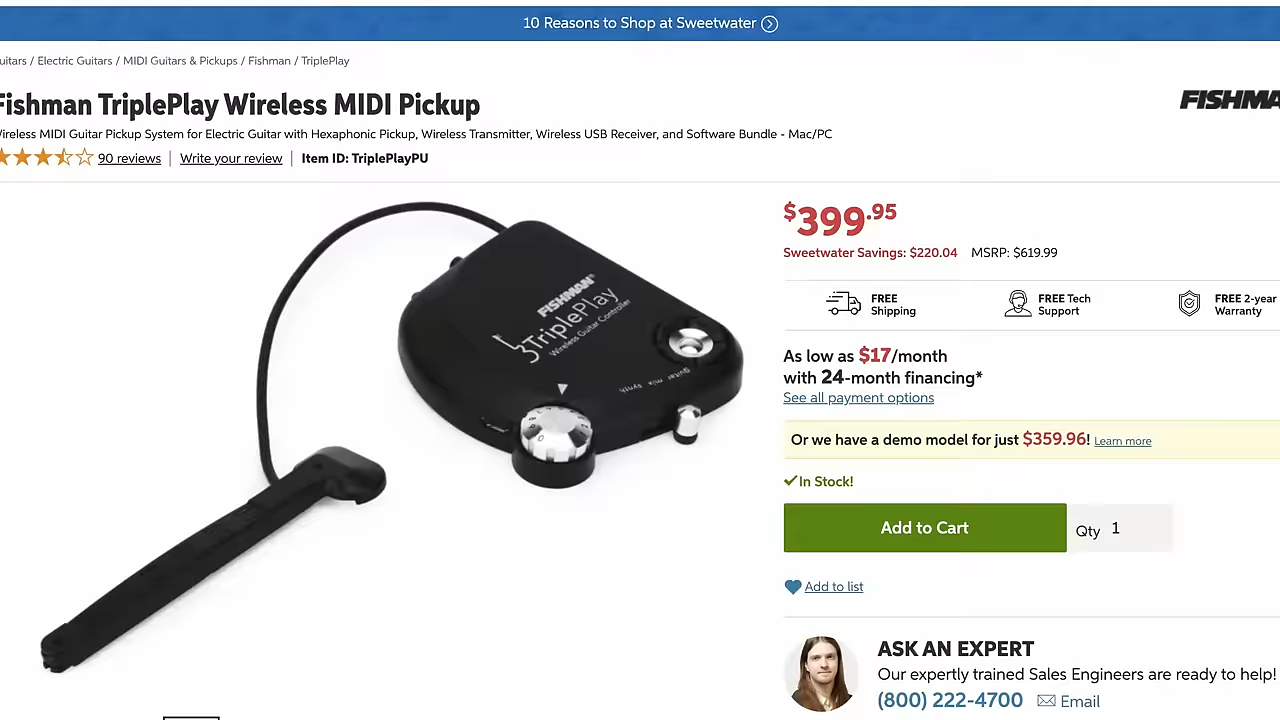 10 Reasons to Shop at Sweetwater
uitars / Electric Guitars / MIDI Guitars & Pickups / Fishman / TriplePlay
Fishman TriplePlay Wireless MIDI Pickup
FISHMA
Wireless MIDI Guitar Pickup System for Electric Guitar with Hexaphonic Pickup, Wireless Transmitter, Wireless USB Receiver, and Software Bundle - Mac/PC
90 reviews | Write your review | Item ID: TriplePlayPU
$399.95
Sweetwater Savings: $220.04 MSRP: $619.99
FREE Shipping
FREE Tech Support
FREE 2-year Warranty
As low as $17/month
with 24-month financing*
See all payment options
Or we have a demo model for just $359.96! Learn more
In Stock!
Add to Cart
Qty 1
Add to list
ASK AN EXPERT
Our expertly trained Sales Engineers are ready to help!
(800) 222-4700 Email
FISHMAN
TriplePlay
Wireless Guitar Controller
guitar mix synth
0